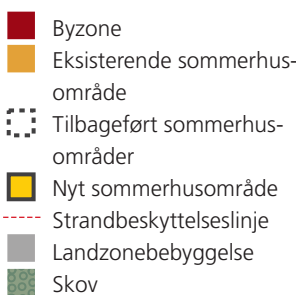 Byzone
Eksisterende sommerhus-
område
Tilbageført sommerhus-
områder
Nyt sommerhusområde
Strandbeskyttelseslinje
Landzonebebyggelse
Skov